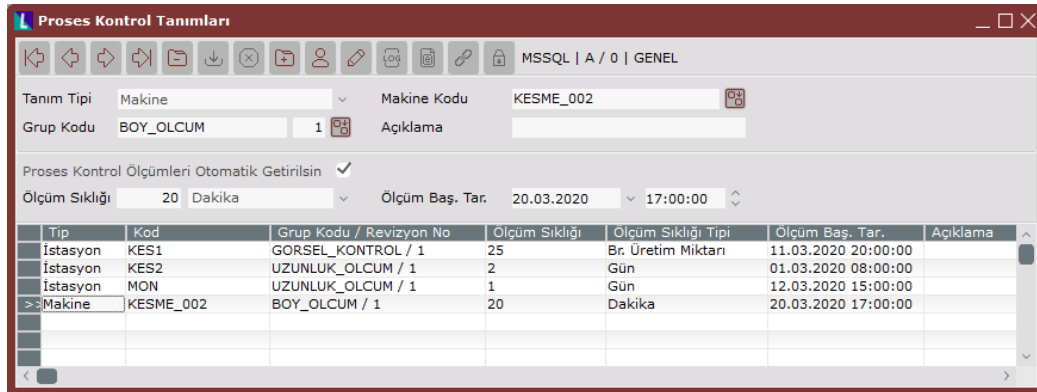 Proses Kontrol Tanımları
LOG MSSQL | A / 0 | GENEL
Tanım Tipi Makine Makine Kodu KESME_002
Grup Kodu BOY_OLCUM 1 Açıklama
Proses Kontrol Ölçümleri Otomatik Getirilsin
Ölçüm Sıklığı 20 Dakika Ölçüm Baş. Tar. 20.03.2020 17:00:00
Tip Kod Grup Kodu / Revizyon No Ölçüm Sıklığı Ölçüm Sıklığı Tipi Ölçüm Baş. Tar. Açıklama
İstasyon KES1 GORSEL_KONTROL / 1 25 Br. Üretim Miktarı 11.03.2020 20:00:00
İstasyon KES2 UZUNLUK_OLCUM / 1 2 Gün 01.03.2020 08:00:00
İstasyon MON UZUNLUK_OLCUM / 1 1 Gün 12.03.2020 15:00:00
>> Makine KESME_002 BOY_OLCUM / 1 20 Dakika 20.03.2020 17:00:00